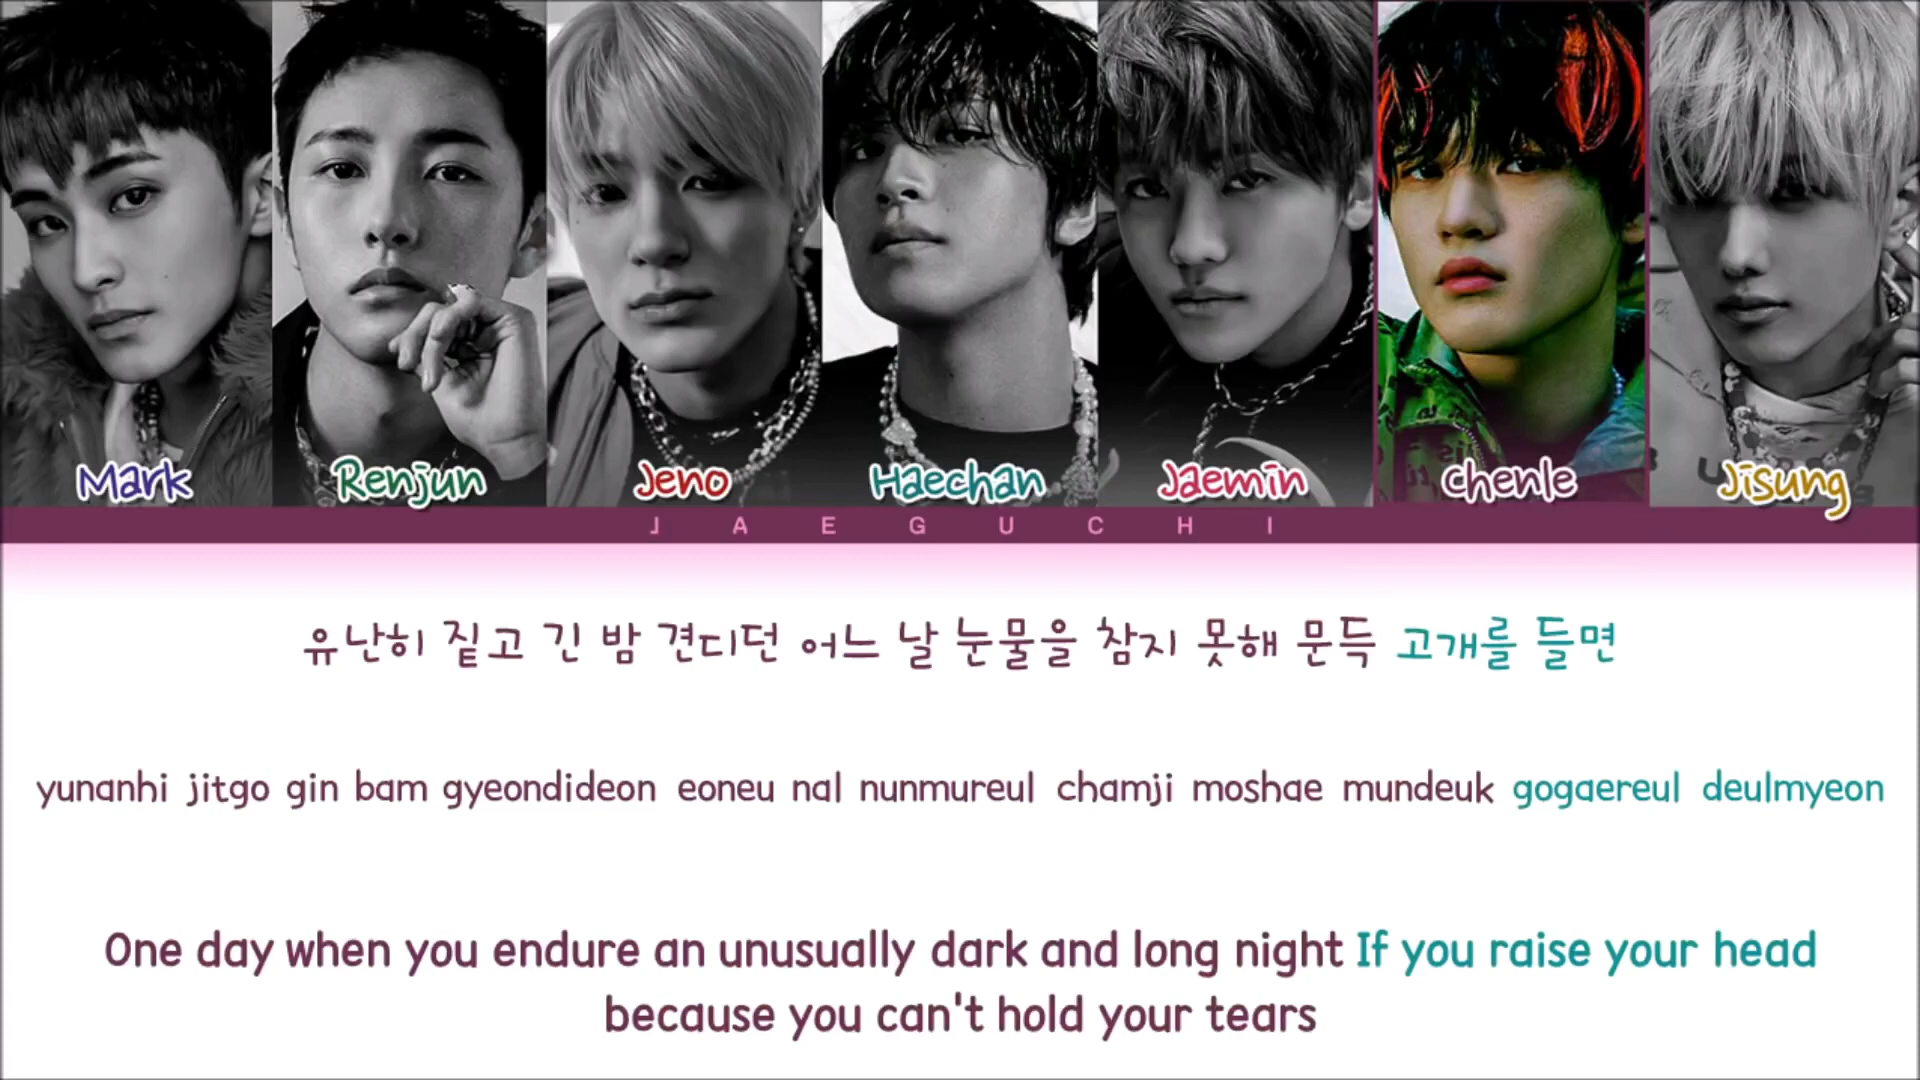 Mark Renjun Jeno Haechan Jaemin chenle Jisung
JAEGUCHI
유난히 짙고 긴 밤 견디던 어느 날 눈물을 참지 못해 문득 고개를 들면
yunanhi jitgo gin bam gyeondideon eoneu nal nunmureul chamji moshae mundeuk gogaereul deulmyeon
One day when you endure an unusually dark and long night If you raise your head
because you can't hold your tears